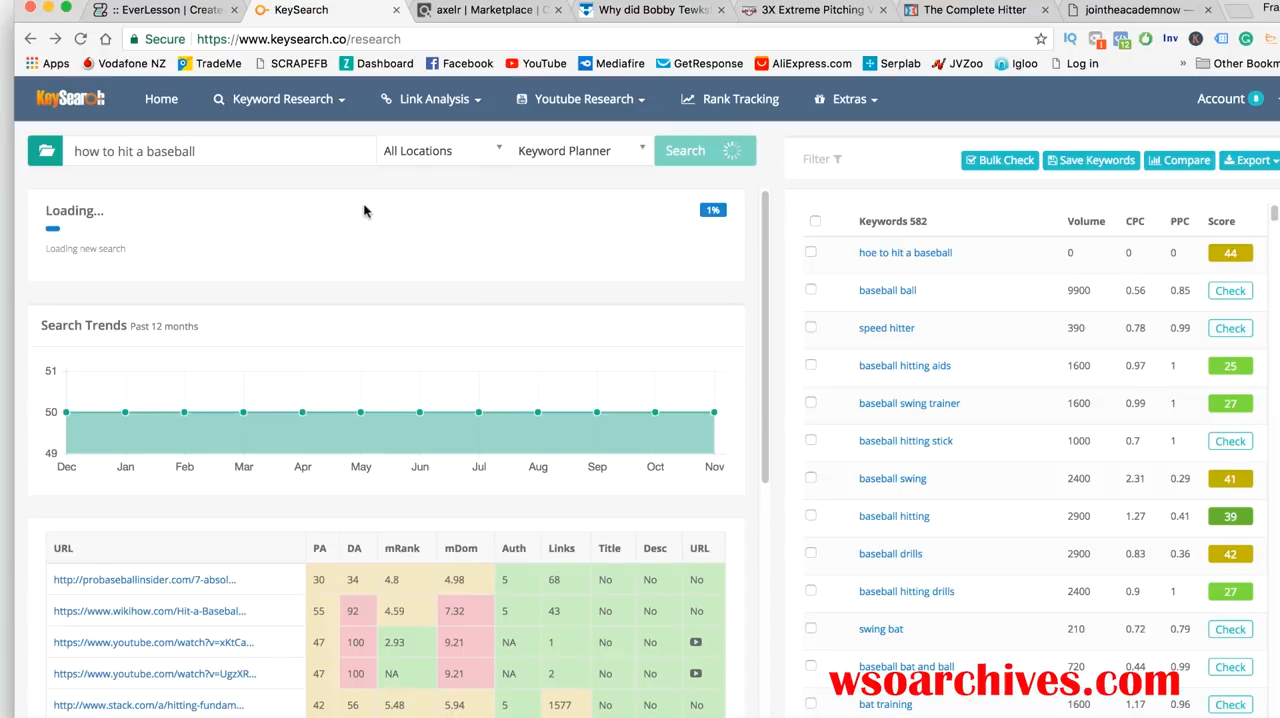 :: EverLesson | Create
KeySearch
axelr | Marketplace | C
Why did Bobby Tewks
3X Extreme Pitching V
The Complete Hitter
jointheacademnow —
Fra
Secure
https://www.keysearch.co/research
IQ
12
Inv
Apps
Vodafone NZ
TradeMe
SCRAPEFB
Dashboard
Facebook
YouTube
Mediafire
GetResponse
AliExpress.com
Serplab
JVZoo
Igloo
Log in
»
Other Bookm
KeySearch
Home
Keyword Research
Link Analysis
Youtube Research
Rank Tracking
Extras
Account 8
how to hit a baseball
All Locations
Keyword Planner
Search
Filter
Bulk Check
Save Keywords
Compare
Export
Loading...
1%
Loading new search
Search Trends Past 12 months
51
50
49
Dec Jan Feb Mar Apr May Jun Jul Aug Sep Oct Nov
URL PA DA mRank mDom Auth Links Title Desc URL
http://probaseballinsider.com/7-absol... 30 34 4.8 4.98 5 68 No No No
https://www.wikihow.com/Hit-a-Basebal... 55 92 4.59 7.32 5 43 No No No
https://www.youtube.com/watch?v=xKtCa... 47 100 2.93 9.21 NA 1 No No
https://www.youtube.com/watch?v=UgzXR... 47 100 NA 9.21 NA 2 No No
http://www.stack.com/a/hitting-fundam... 42 56 5.48 5.94 5 1577 No No No
Keywords 582 Volume CPC PPC Score
hoe to hit a baseball 0 0 0 44
baseball ball 9900 0.56 0.85 Check
speed hitter 390 0.78 0.99 Check
baseball hitting aids 1600 0.97 1 25
baseball swing trainer 1600 0.99 1 27
baseball hitting stick 1000 0.7 1 Check
baseball swing 2400 2.31 0.29 41
baseball hitting 2900 1.27 0.41 39
baseball drills 2900 0.83 0.36 42
baseball hitting drills 2400 0.9 1 27
swing bat 210 0.72 0.79 Check
baseball bat and ball 720 0.44 0.99 Check
bat training 1600 1.17 0.96 Check
wsoarchives.com